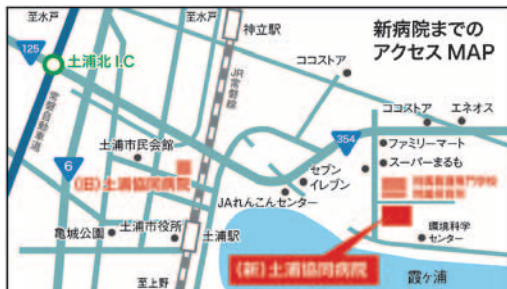 至水戸
至水戸
神立駅
新病院までの
アクセス MAP
125
土浦北 I.C
ココストア
JR常磐線
常磐自動車道
ココストア
エネオス
354
土浦市民会館
ファミリーマート
6
スーパーまるも
(旧)土浦協同病院
セブン
イレブン
JAれんこんセンター
亀城公園
土浦市役所
土浦駅
環境科学
センター
(新)土浦協同病院
至上野
霞ヶ浦